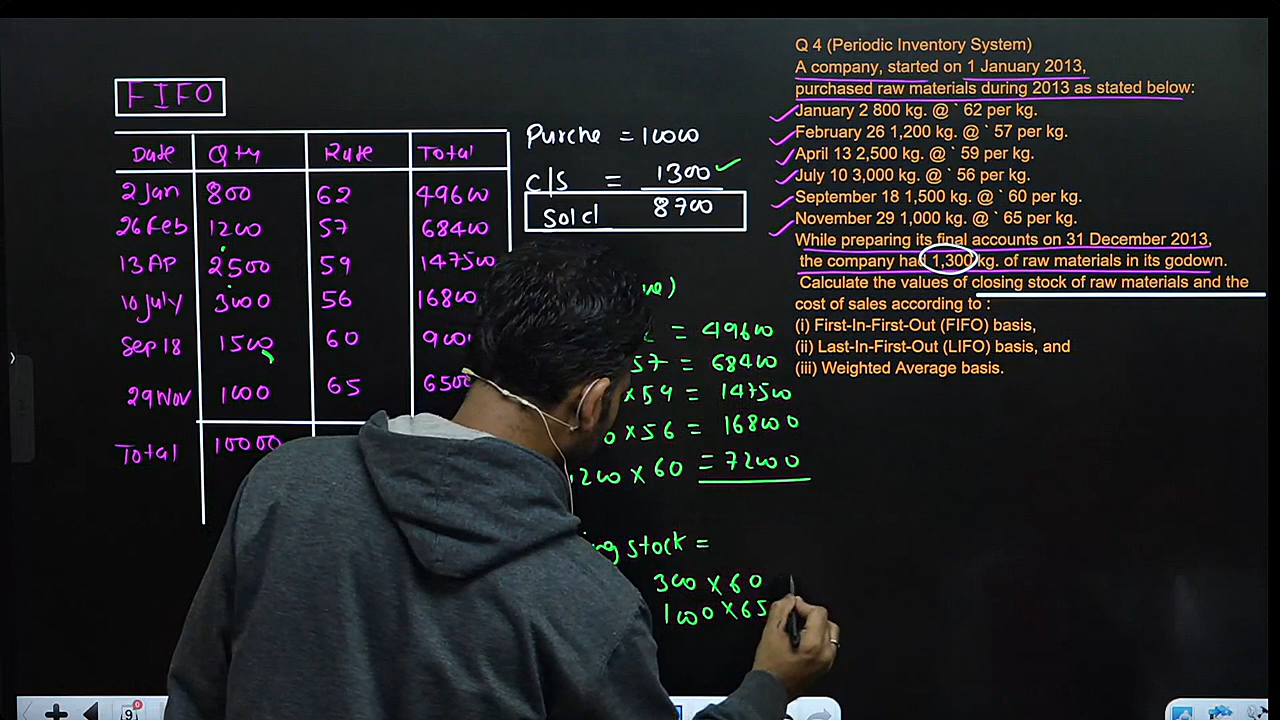 FIFO
Date Qty Rate Total
2 Jan 800 62 49600
26 Feb 1200 57 68400
13 AP 2500 59 147500
10 July 3000 56 16800
Sep 18 1500 60 900
29 Nov 1000 65 6500
Total 10000
Purche = 10000
C/S = 1300
Sold 8700
= 49600
57 = 68400
x 59 = 147500
0 x 56 = 168000
1200 x 60 = 72000
ng stock =
300 x 60
1000 x 65
Q 4 (Periodic Inventory System)
A company, started on 1 January 2013,
purchased raw materials during 2013 as stated below:
January 2 800 kg. @ ` 62 per kg.
February 26 1,200 kg. @ ` 57 per kg.
April 13 2,500 kg. @ ` 59 per kg.
July 10 3,000 kg. @ ` 56 per kg.
September 18 1,500 kg. @ ` 60 per kg.
November 29 1,000 kg. @ ` 65 per kg.
While preparing its final accounts on 31 December 2013,
the company had 1,300 kg. of raw materials in its godown.
Calculate the values of closing stock of raw materials and the
cost of sales according to :
(i) First-In-First-Out (FIFO) basis,
(ii) Last-In-First-Out (LIFO) basis, and
(iii) Weighted Average basis.